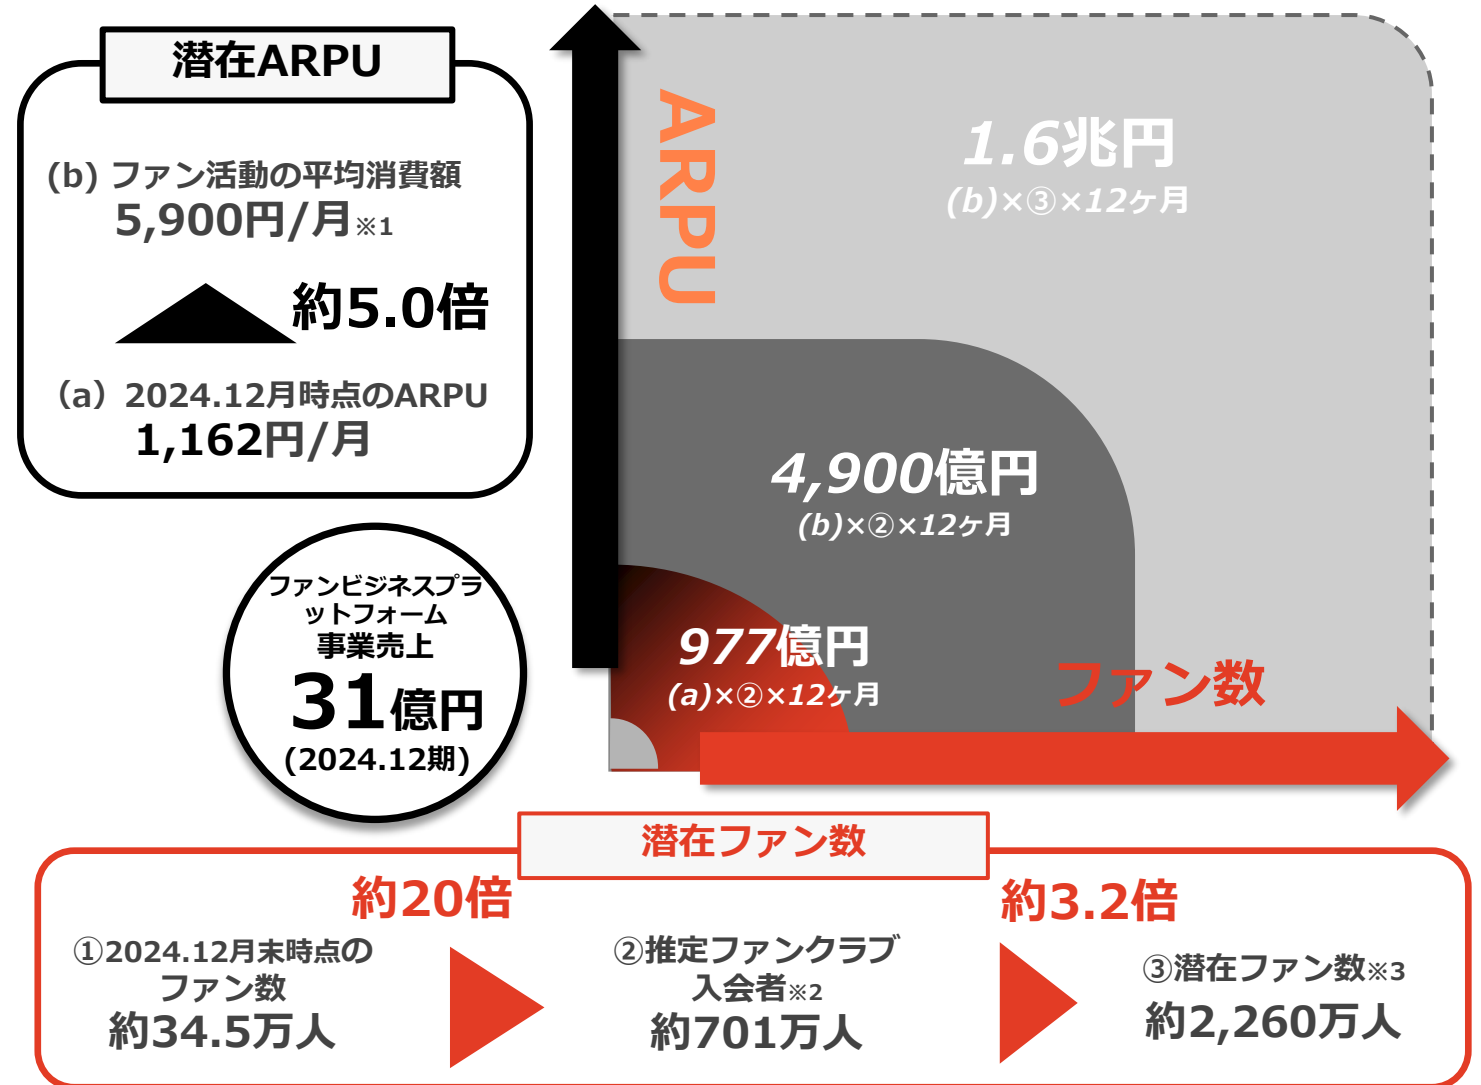 潜在ARPU
(b) ファン活動の平均消費額
5,900円/月※1
約5.0倍
（a）2024.12月時点のARPU
1,162円/月
ファンビジネスプラ
ットフォーム
事業売上
31億円
(2024.12期)
ARPU
1.6兆円
(b)×③×12ヶ月
4,900億円
(b)×②×12ヶ月
977億円
(a)×②×12ヶ月
ファン数
潜在ファン数
約20倍
約3.2倍
①2024.12月末時点の
ファン数
約34.5万人
②推定ファンクラブ
入会者※2
約701万人
③潜在ファン数※3
約2,260万人